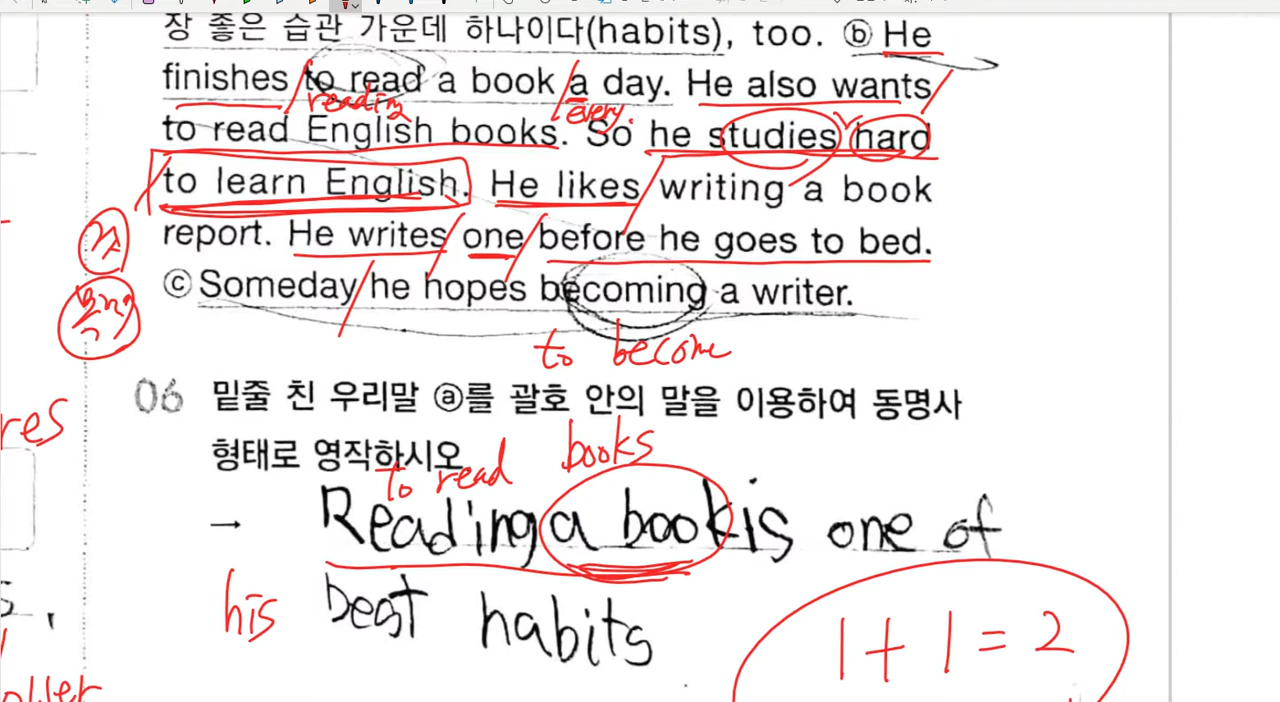 장 좋은 습관 가운데 하나이다(habits), too. ⓑ He
finishes to read a book a day. He also wants
reading every.
to read English books. So he studies hard
to learn English. He likes writing a book
report. He writes one before he goes to bed.
ⓒ Someday he hopes becoming a writer.
to become
06 밑줄 친 우리말 ⓐ를 괄호 안의 말을 이용하여 동명사
res
형태로 영작하시오
to read books
→ Reading a book is one of
his best habits
1 + 1 = 2
oller